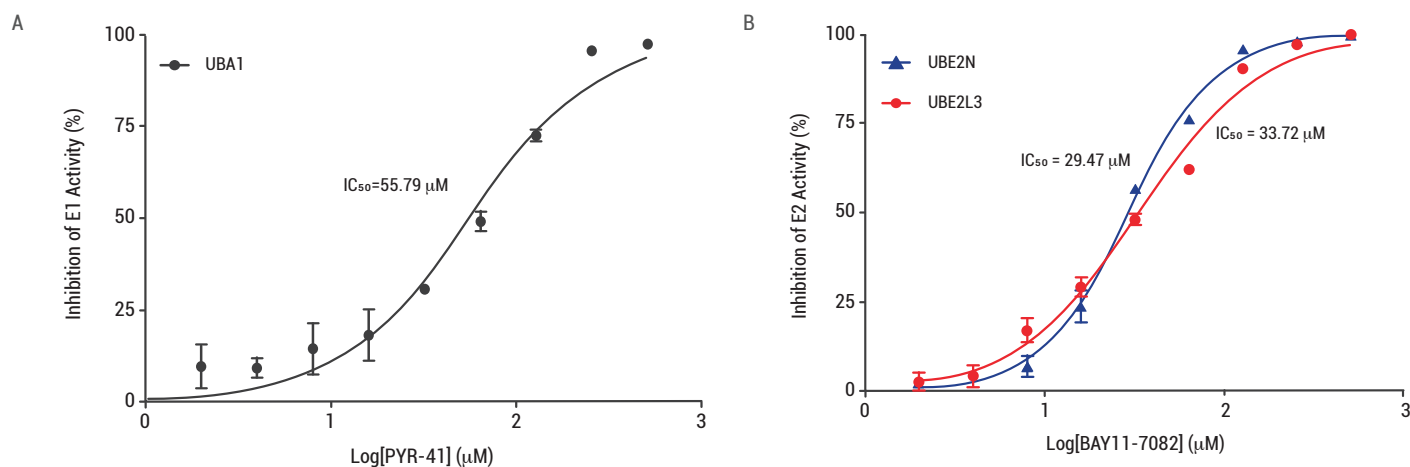 A
Inhibition of E1 Activity (%)
100
75
50
25
0
UBA1
IC₅₀=55.79 μM
0 1 2 3
Log[PYR-41] (μM)
B
Inhibition of E2 Activity (%)
100
75
50
25
0
UBE2N
UBE2L3
IC₅₀ = 29.47 μM
IC₅₀ = 33.72 μM
0 1 2 3
Log[BAY11-7082] (μM)